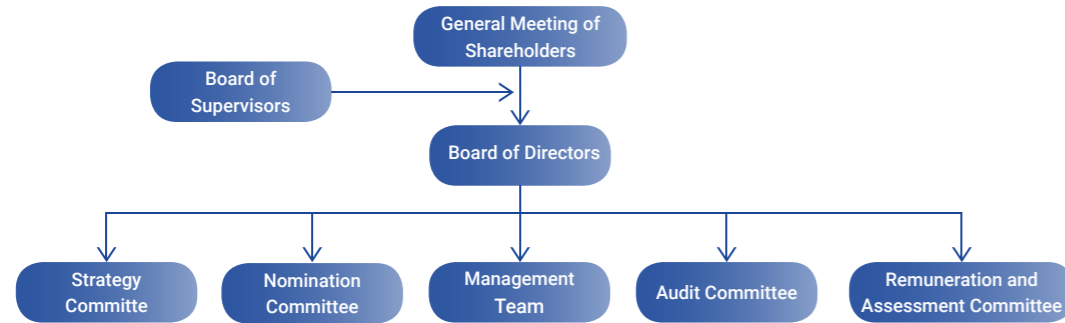 General Meeting of
Shareholders
Board of
Supervisors
Board of Directors
Strategy
Committe
Nomination
Committee
Management
Team
Audit Committee
Remuneration and
Assessment Committee